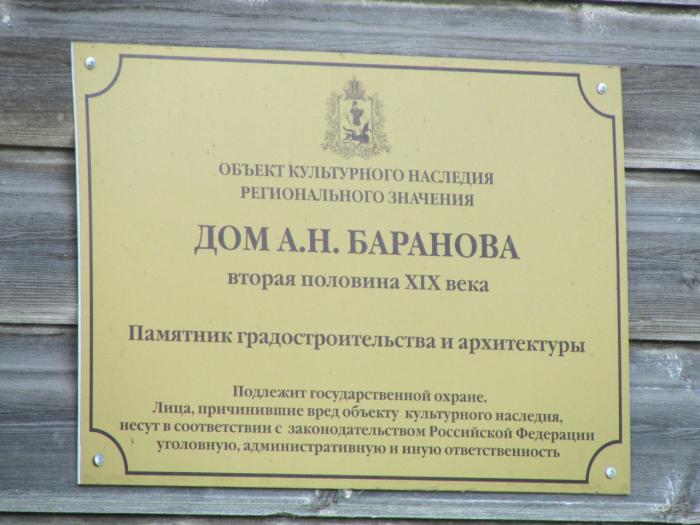 ОБЪЕКТ КУЛЬТУРНОГО НАСЛЕДИЯ
РЕГИОНАЛЬНОГО ЗНАЧЕНИЯ
ДОМ А.Н. БАРАНОВА
вторая половина XIX века
Памятник градостроительства и архитектуры
Подлежит государственной охране.
Лица, причинившие вред объекту культурного наследия,
несут в соответствии с законодательством Российской Федерации
уголовную, административную и иную ответственность